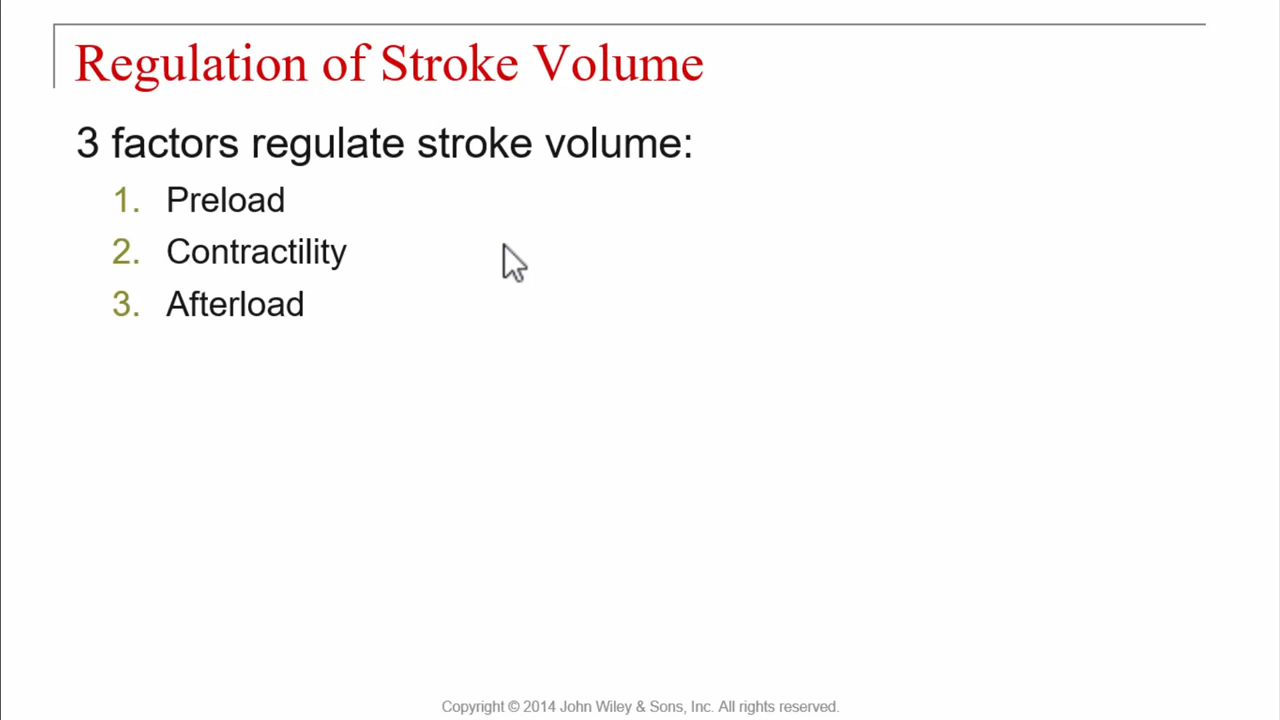 Regulation of Stroke Volume
3 factors regulate stroke volume:
1. Preload
2. Contractility
3. Afterload
Copyright © 2014 John Wiley & Sons, Inc. All rights reserved.